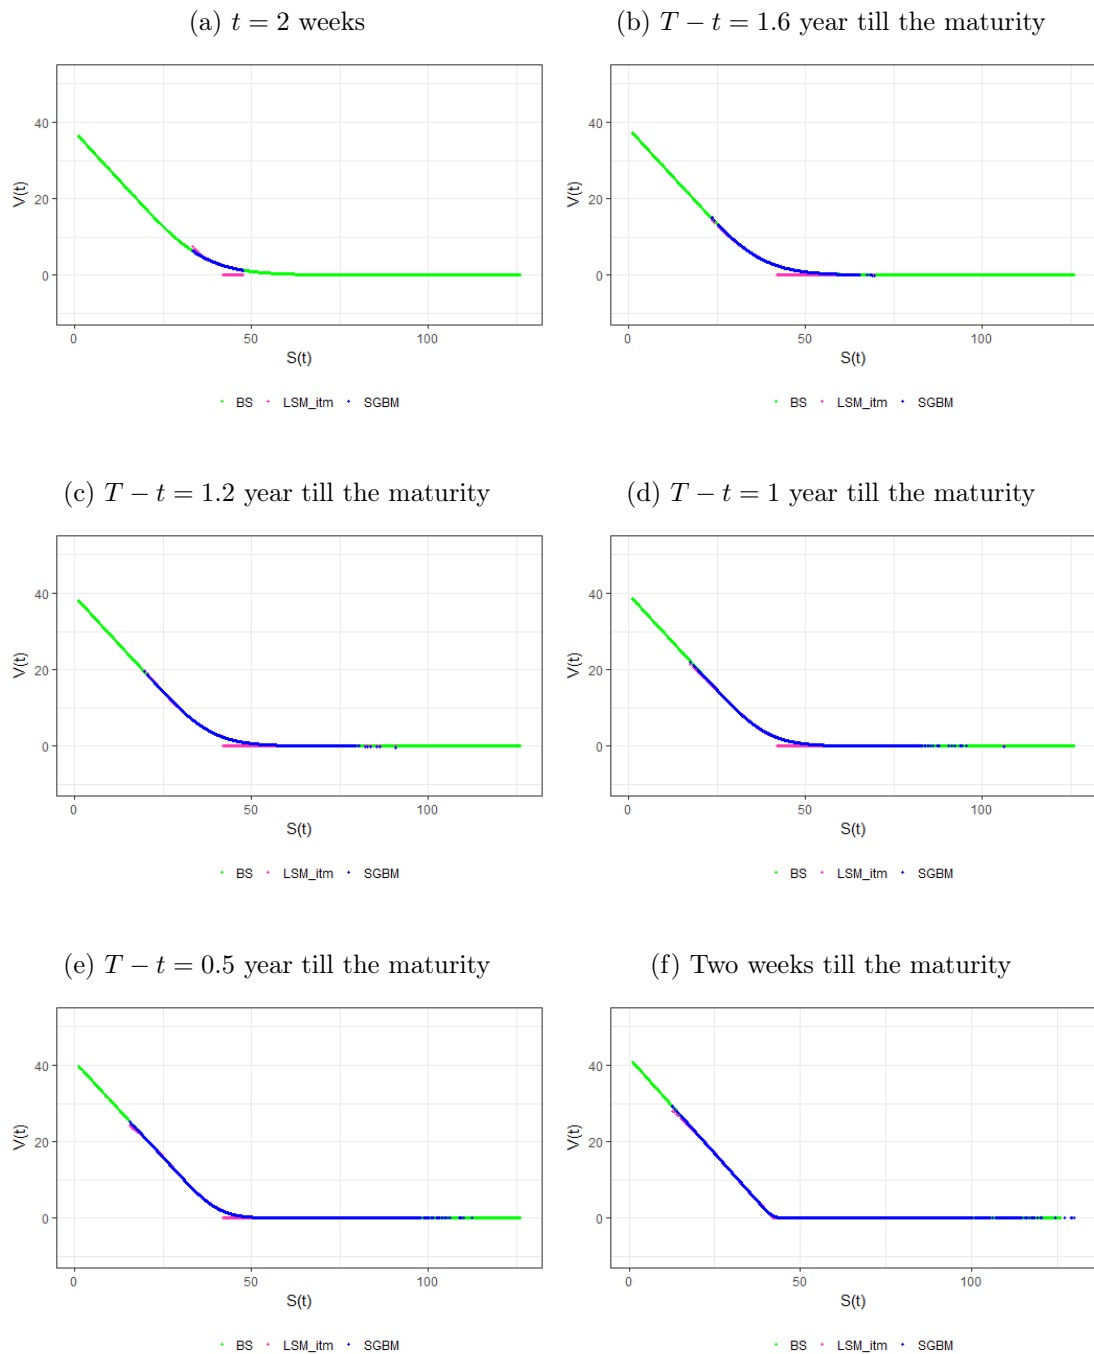 (a) t = 2 weeks
(b) T − t = 1.6 year till the maturity
V(t)
40
20
0
0 50 100
S(t)
BS LSM_itm SGBM
V(t)
40
20
0
0 50 100
S(t)
BS LSM_itm SGBM
(c) T − t = 1.2 year till the maturity
(d) T − t = 1 year till the maturity
V(t)
40
20
0
0 50 100
S(t)
BS LSM_itm SGBM
V(t)
40
20
0
0 50 100
S(t)
BS LSM_itm SGBM
(e) T − t = 0.5 year till the maturity
(f) Two weeks till the maturity
V(t)
40
20
0
0 50 100
S(t)
BS LSM_itm SGBM
V(t)
40
20
0
0 50 100
S(t)
BS LSM_itm SGBM